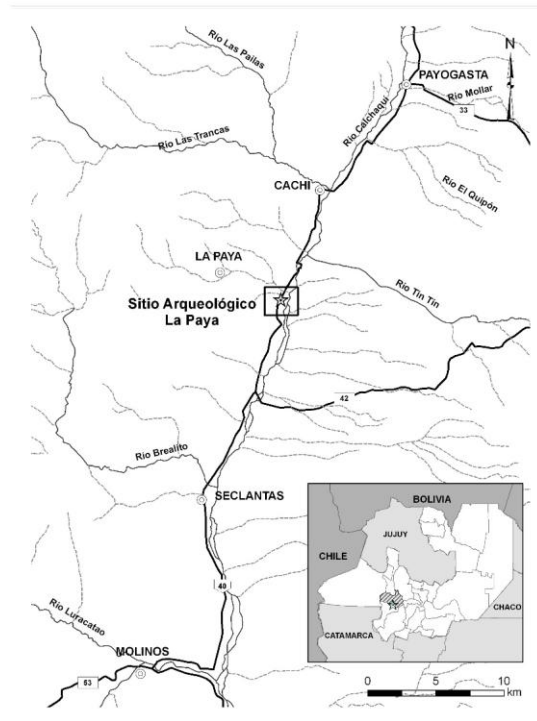 Río Las Pailas
N
PAYOGASTA
Río Mollar
33
Río Calchaquí
Río Las Trancas
CACHI
Río El Quipón
LA PAYA
Sitio Arqueológico
La Paya
Río Tin Tin
42
Río Brealito
SECLANTAS
BOLIVIA
JUJUY
CHILE
40
CHACO
Río Luracatao
CATAMARCA
MOLINOS
53
0 5 10
km